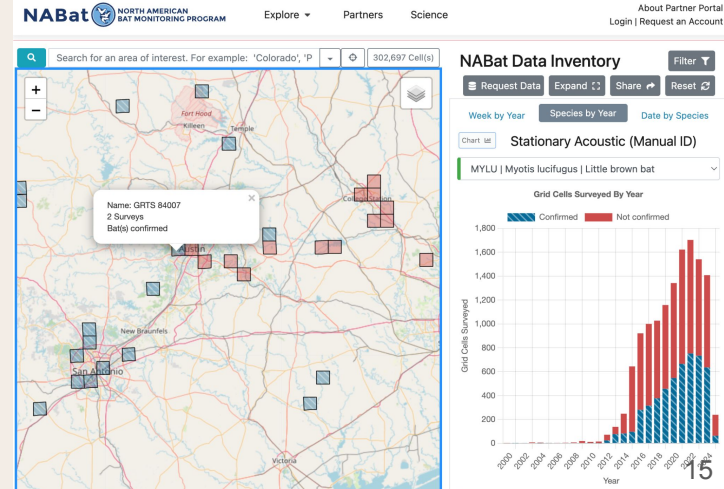 NABat NORTH AMERICAN
BAT MONITORING PROGRAM
Explore
Partners
Science
About Partner Portal
Login | Request an Account
Search for an area of interest. For example: 'Colorado', 'P
302,697 Cell(s)
+
−
Fort Hood
Killeen
Temple
College Station
Name: GRTS 84007
2 Surveys
Bat(s) confirmed
×
Austin
New Braunfels
San Antonio
Victoria
NABat Data Inventory
Filter
Request Data
Expand
Share
Reset
Week by Year
Species by Year
Date by Species
Chart
Stationary Acoustic (Manual ID)
MYLU | Myotis lucifugus | Little brown bat
Grid Cells Surveyed By Year
Confirmed
Not confirmed
Grid Cells Surveyed
1,800
1,600
1,400
1,200
1,000
800
600
400
200
0
2000
2002
2004
2006
2008
2010
2012
2014
2016
2018
2020
2022
2024
Year
15